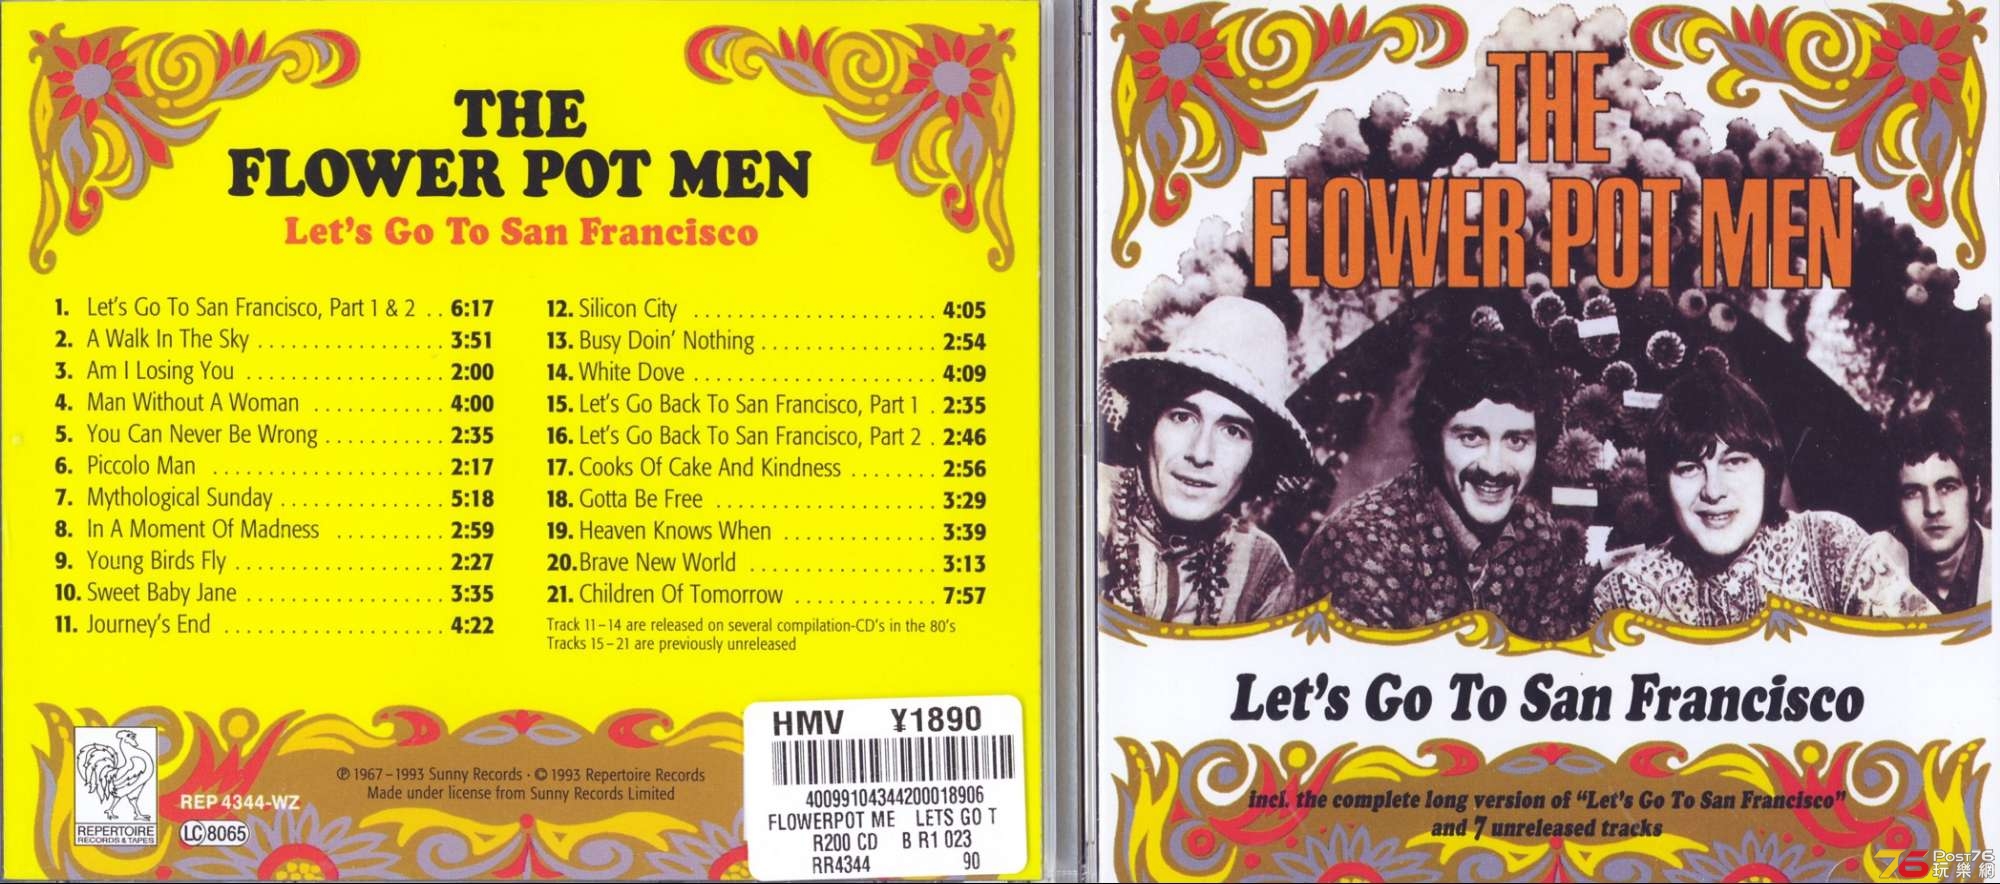 THE
FLOWER POT MEN
Let's Go To San Francisco
1. Let's Go To San Francisco, Part 1 & 2 . . 6:17
2. A Walk In The Sky 3:51
3. Am I Losing You 2:00
4. Man Without A Woman 4:00
5. You Can Never Be Wrong 2:35
6. Piccolo Man 2:17
7. Mythological Sunday 5:18
8. In A Moment Of Madness 2:59
9. Young Birds Fly 2:27
10. Sweet Baby Jane 3:35
11. Journey's End 4:22
12. Silicon City 4:05
13. Busy Doin' Nothing 2:54
14. White Dove 4:09
15. Let's Go Back To San Francisco, Part 1 . 2:35
16. Let's Go Back To San Francisco, Part 2 . 2:46
17. Cooks Of Cake And Kindness 2:56
18. Gotta Be Free 3:29
19. Heaven Knows When 3:39
20. Brave New World 3:13
21. Children Of Tomorrow 7:57
Track 11–14 are released on several compilation-CD's in the 80's
Tracks 15–21 are previously unreleased
REPERTOIRE
RECORDS & TAPES
REP 4344-WZ
LC 8065
℗ 1967–1993 Sunny Records · © 1993 Repertoire Records
Made under license from Sunny Records Limited
HMV ¥1890
40099104344200018906
FLOWERPOT ME LETS GO T
R200 CD B R1 023
RR4344 90
THE
FLOWER POT MEN
Let's Go To San Francisco
incl. the complete long version of "Let's Go To San Francisco"
and 7 unreleased tracks
76 Post76
玩樂網